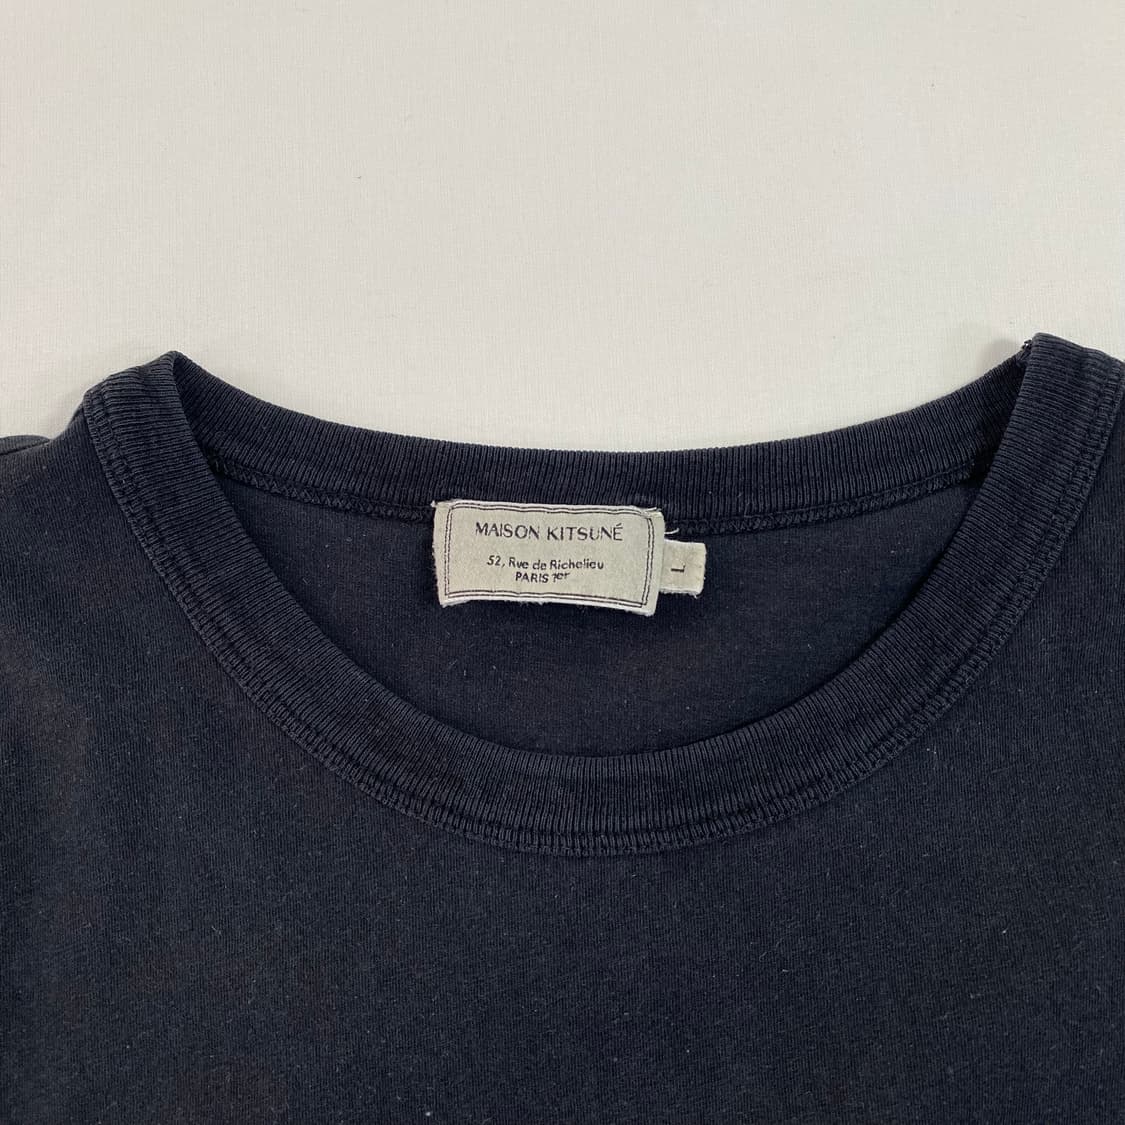 MAISON KITSUNÉ
52, Rue de Richelieu
PARIS 1er
L